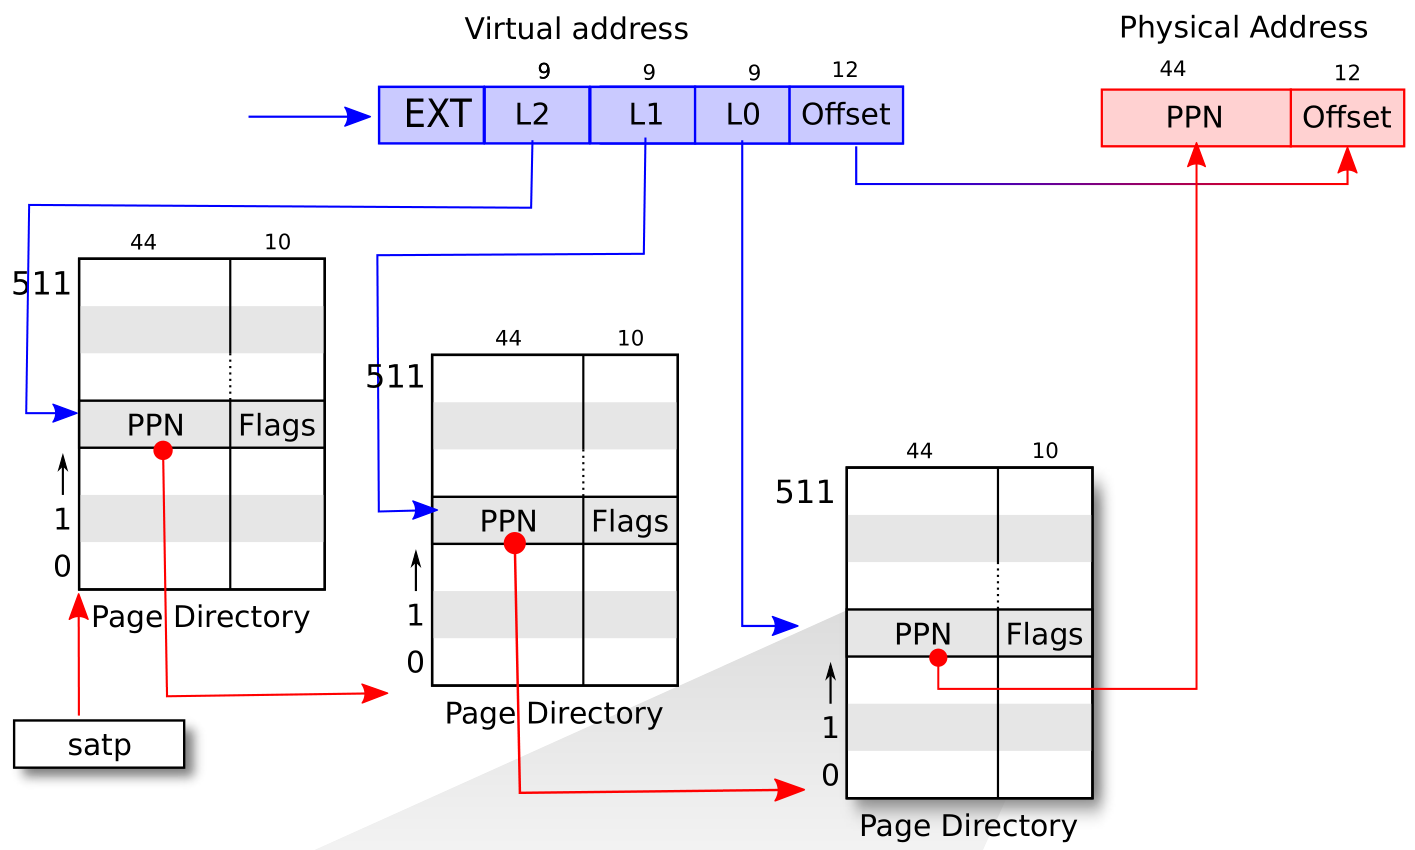 Virtual address
Physical Address
9 9 9 12
44 12
EXT L2 L1 L0 Offset
PPN Offset
44 10
511
PPN Flags
1
0
Page Directory
satp
44 10
511
PPN Flags
1
0
Page Directory
44 10
511
PPN Flags
1
0
Page Directory